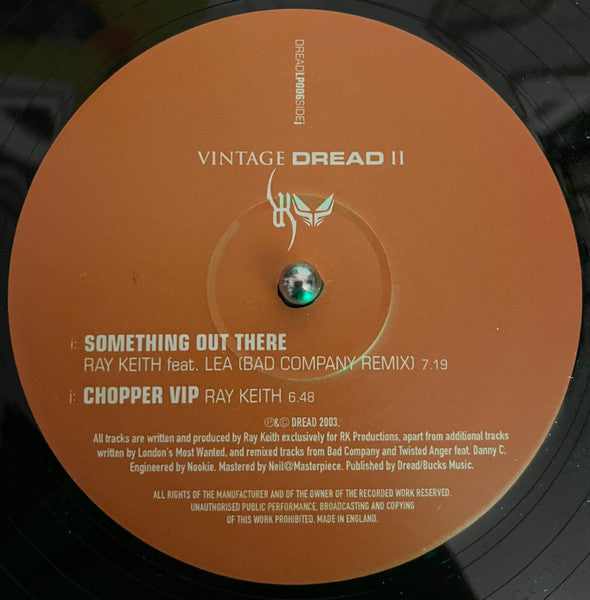 DREADLP006SIDEj
VINTAGE DREAD II
i: SOMETHING OUT THERE
RAY KEITH feat. LEA (BAD COMPANY REMIX) 7.19
j: CHOPPER VIP RAY KEITH 6.48
℗&© DREAD 2003.
All tracks are written and produced by Ray Keith exclusively for RK Productions, apart from additional tracks
written by London's Most Wanted, and remixed tracks from Bad Company and Twisted Anger feat. Danny C.
Engineered by Nookie. Mastered by Neil@Masterpiece. Published by Dread/Bucks Music.
ALL RIGHTS OF THE MANUFACTURER AND OF THE OWNER OF THE RECORDED WORK RESERVED.
UNAUTHORISED PUBLIC PERFORMANCE, BROADCASTING AND COPYING
OF THIS WORK PROHIBITED. MADE IN ENGLAND.